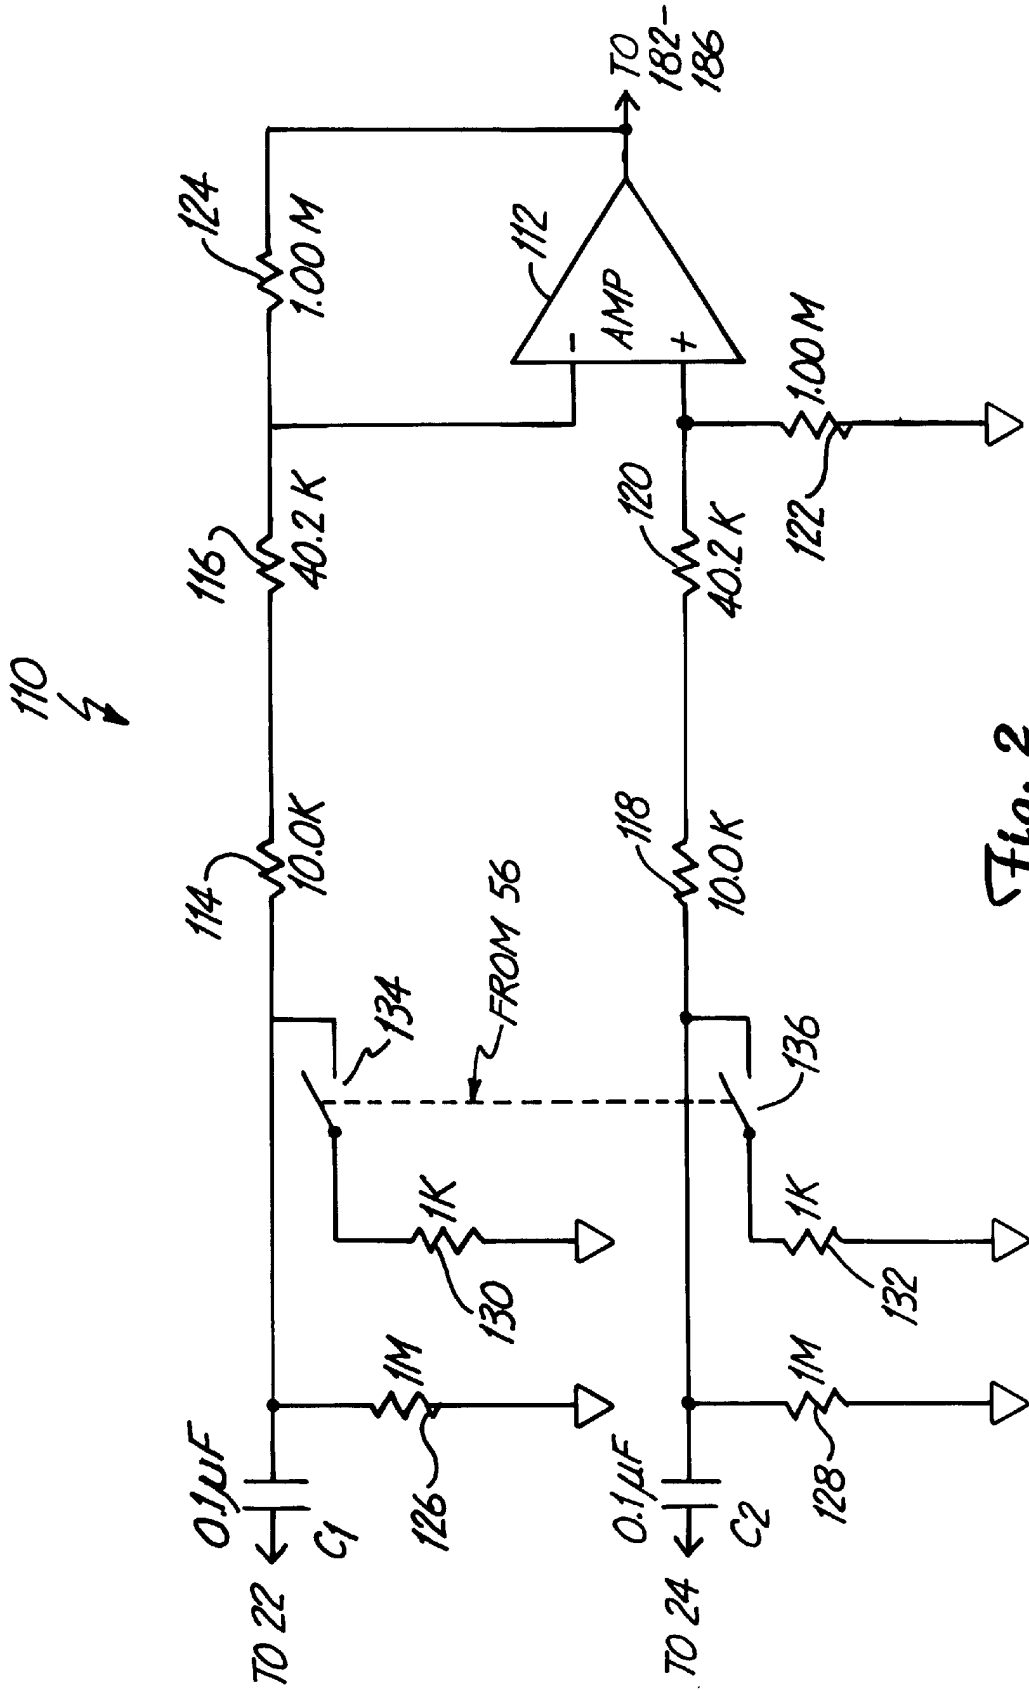 110
TO 22
0.1µF
C1
126
1M
130
1K
134
114
10.0K
116
40.2 K
124
1.00 M
112
AMP
-
+
TO
182-
186
FROM 56
TO 24
0.1µF
C2
128
1M
132
1K
136
118
10.0K
120
40.2 K
122
1.00 M
Fig. 2